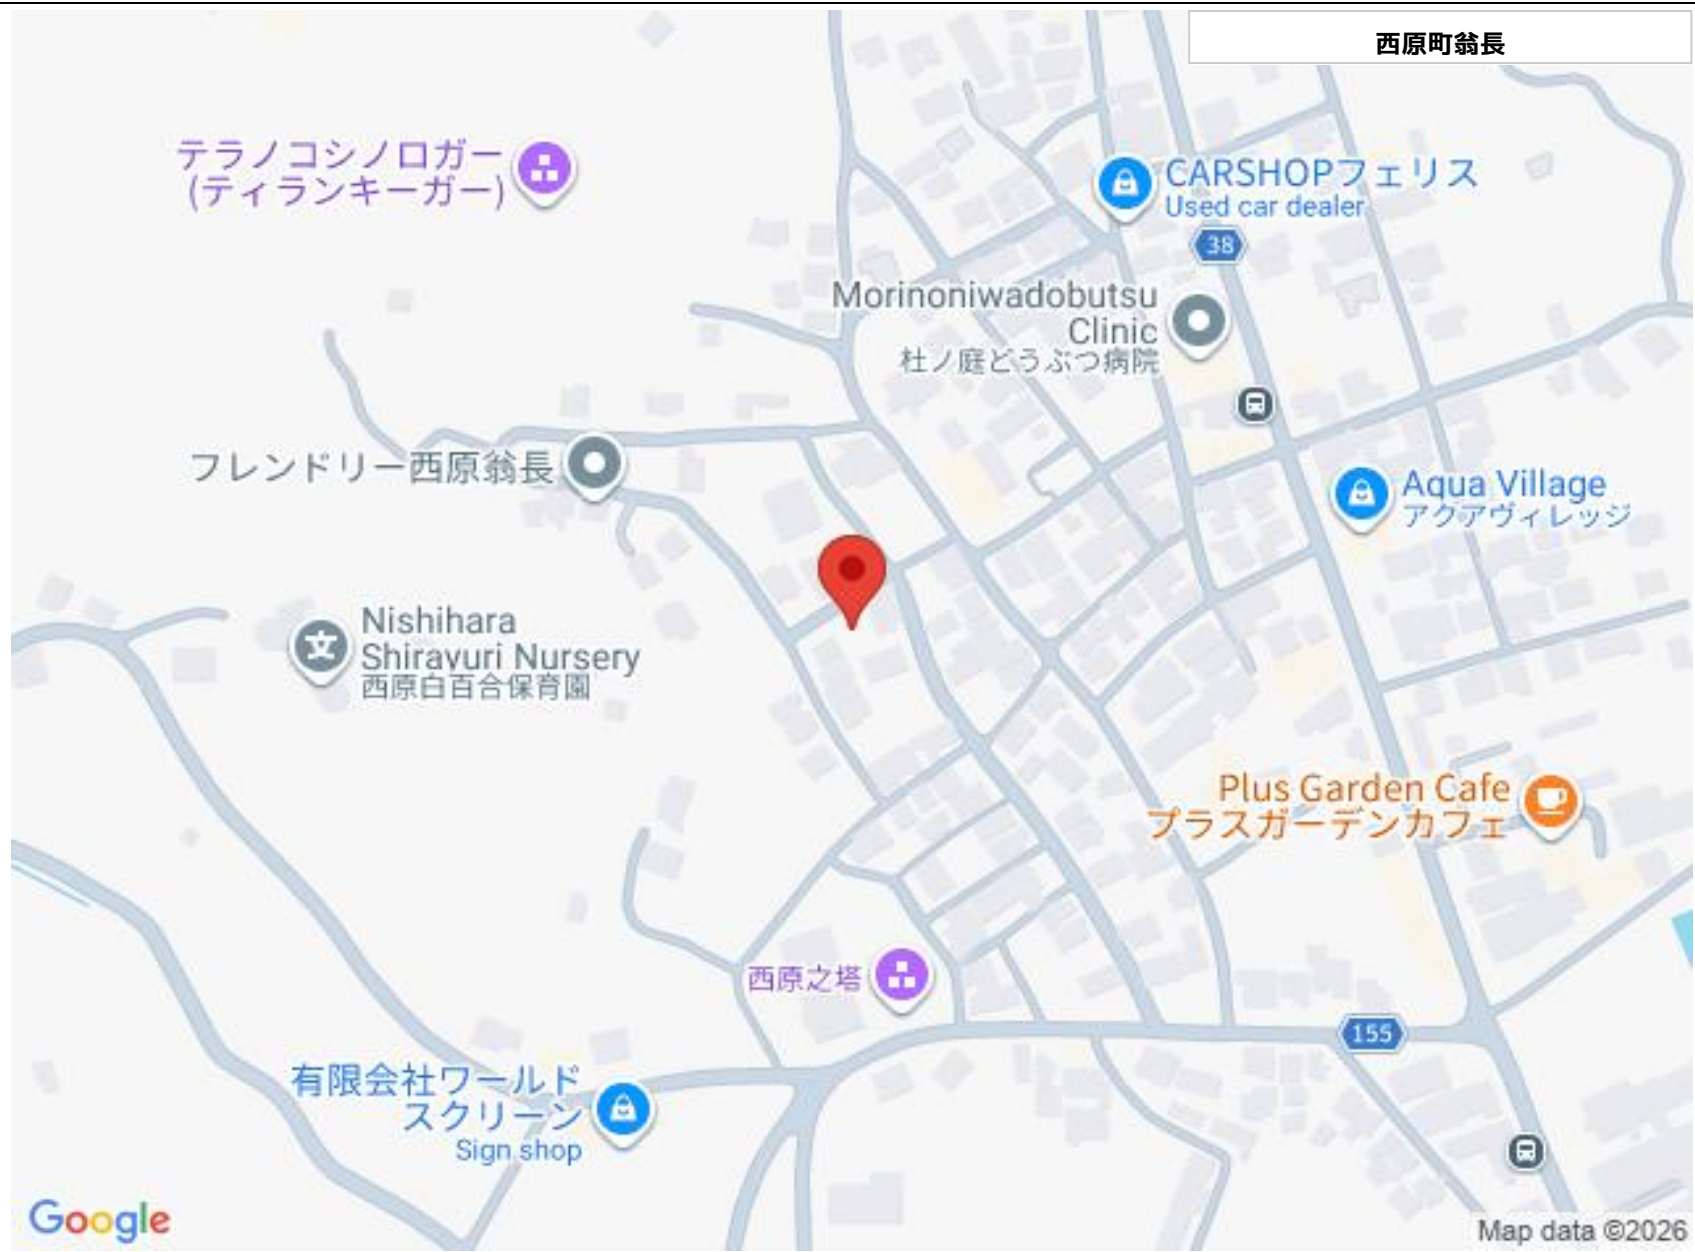 西原町翁長
テラノコシノロガー
(ティランキーガー)
CARSHOPフェリス
Used car dealer
38
Morinoniwadobutsu
Clinic
杜ノ庭どうぶつ病院
フレンドリー西原翁長
Aqua Village
アクアヴィレッジ
Nishihara
Shirayuri Nursery
西原白百合保育園
文
Plus Garden Cafe
プラスガーデンカフェ
西原之塔
155
有限会社ワールド
スクリーン
Sign shop
Google
Map data ©2026